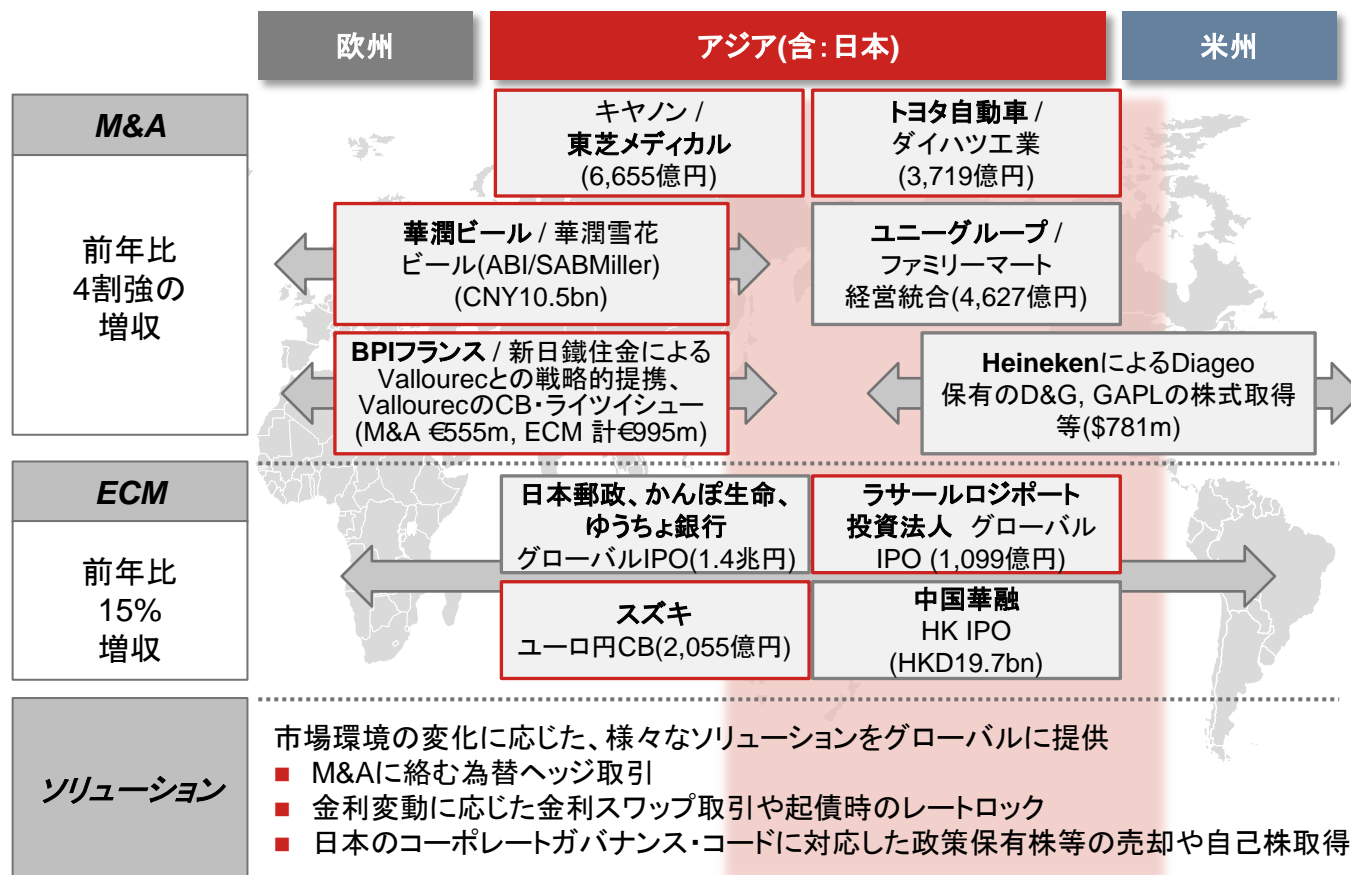 欧州
アジア(含:日本)
米州
M&A
前年比
4割強の
増収
キヤノン /
東芝メディカル
(6,655億円)
トヨタ自動車 /
ダイハツ工業
(3,719億円)
華潤ビール / 華潤雪花
ビール(ABI/SABMiller)
(CNY10.5bn)
ユニーグループ /
ファミリーマート
経営統合(4,627億円)
BPIフランス / 新日鐵住金による
Vallourecとの戦略的提携、
VallourecのCB・ライツイシュー
(M&A €555m, ECM 計€995m)
HeinekenによるDiageo
保有のD&G, GAPLの株式取得
等($781m)
ECM
前年比
15%
増収
日本郵政、かんぽ生命、
ゆうちょ銀行
グローバルIPO(1.4兆円)
ラサールロジポート
投資法人 グローバル
IPO (1,099億円)
スズキ
ユーロ円CB(2,055億円)
中国華融
HK IPO
(HKD19.7bn)
ソリューション
市場環境の変化に応じた、様々なソリューションをグローバルに提供
■ M&Aに絡む為替ヘッジ取引
■ 金利変動に応じた金利スワップ取引や起債時のレートロック
■ 日本のコーポレートガバナンス・コードに対応した政策保有株等の売却や自己株取得